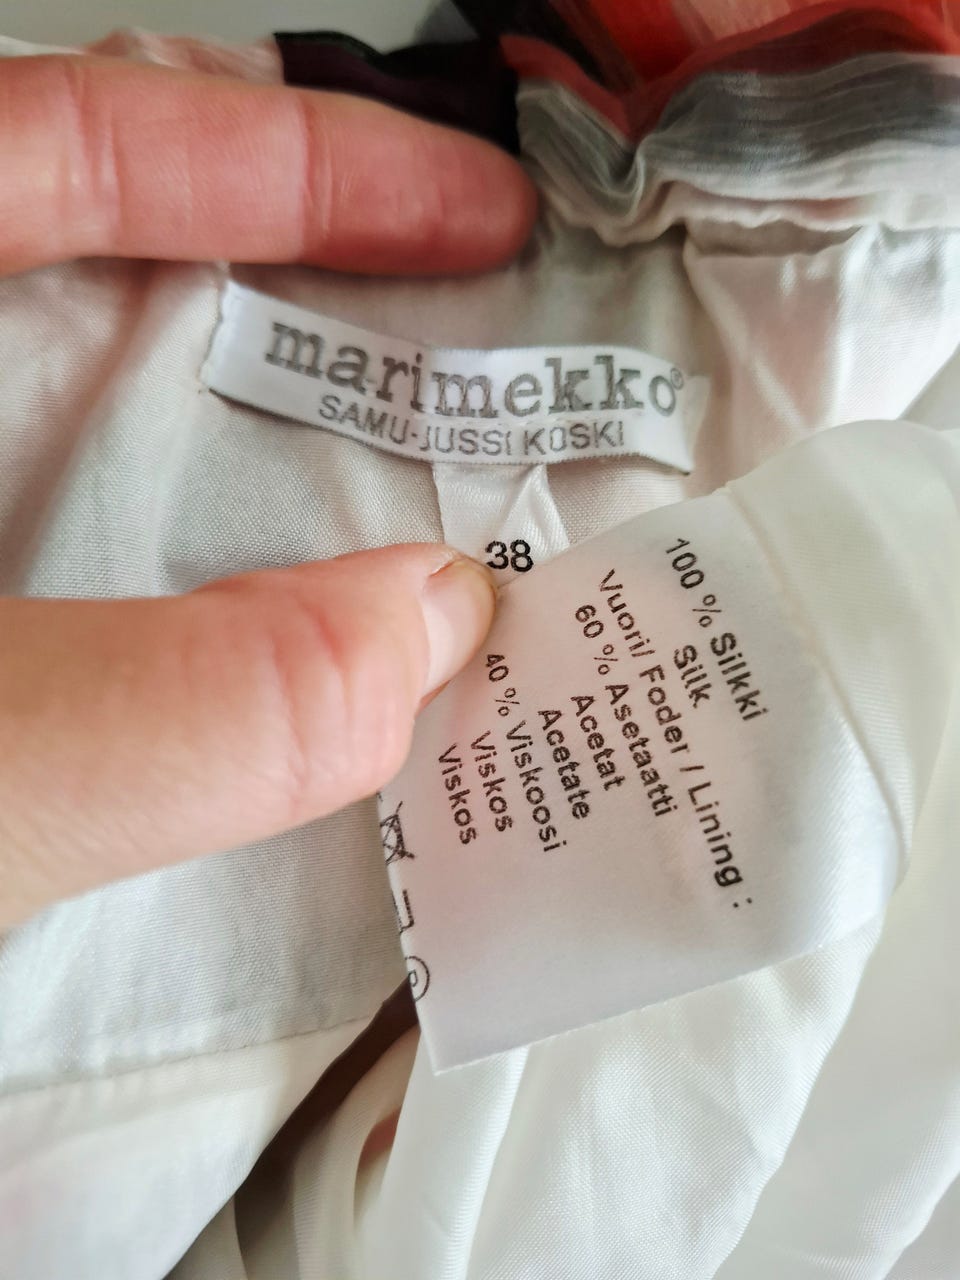 marimekko®
SAMU-JUSSI KOSKI
38
100 % Silkki
Silk
Vuori/ Foder / Lining :
60 % Asetaatti
Acetat
Acetate
40 % Viskoosi
Viskos
Viskos